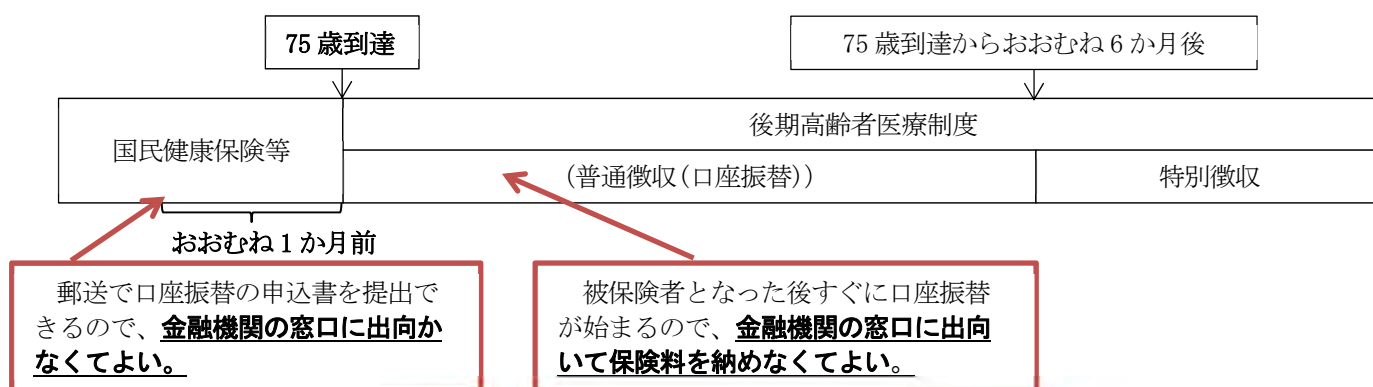 75 歳到達
75 歳到達からおおむね 6 か月後
国民健康保険等
後期高齢者医療制度
(普通徴収(口座振替))
特別徴収
おおむね 1 か月前
郵送で口座振替の申込書を提出で
きるので、金融機関の窓口に出向か
なくてよい。
被保険者となった後すぐに口座振替
が始まるので、金融機関の窓口に出向
いて保険料を納めなくてよい。